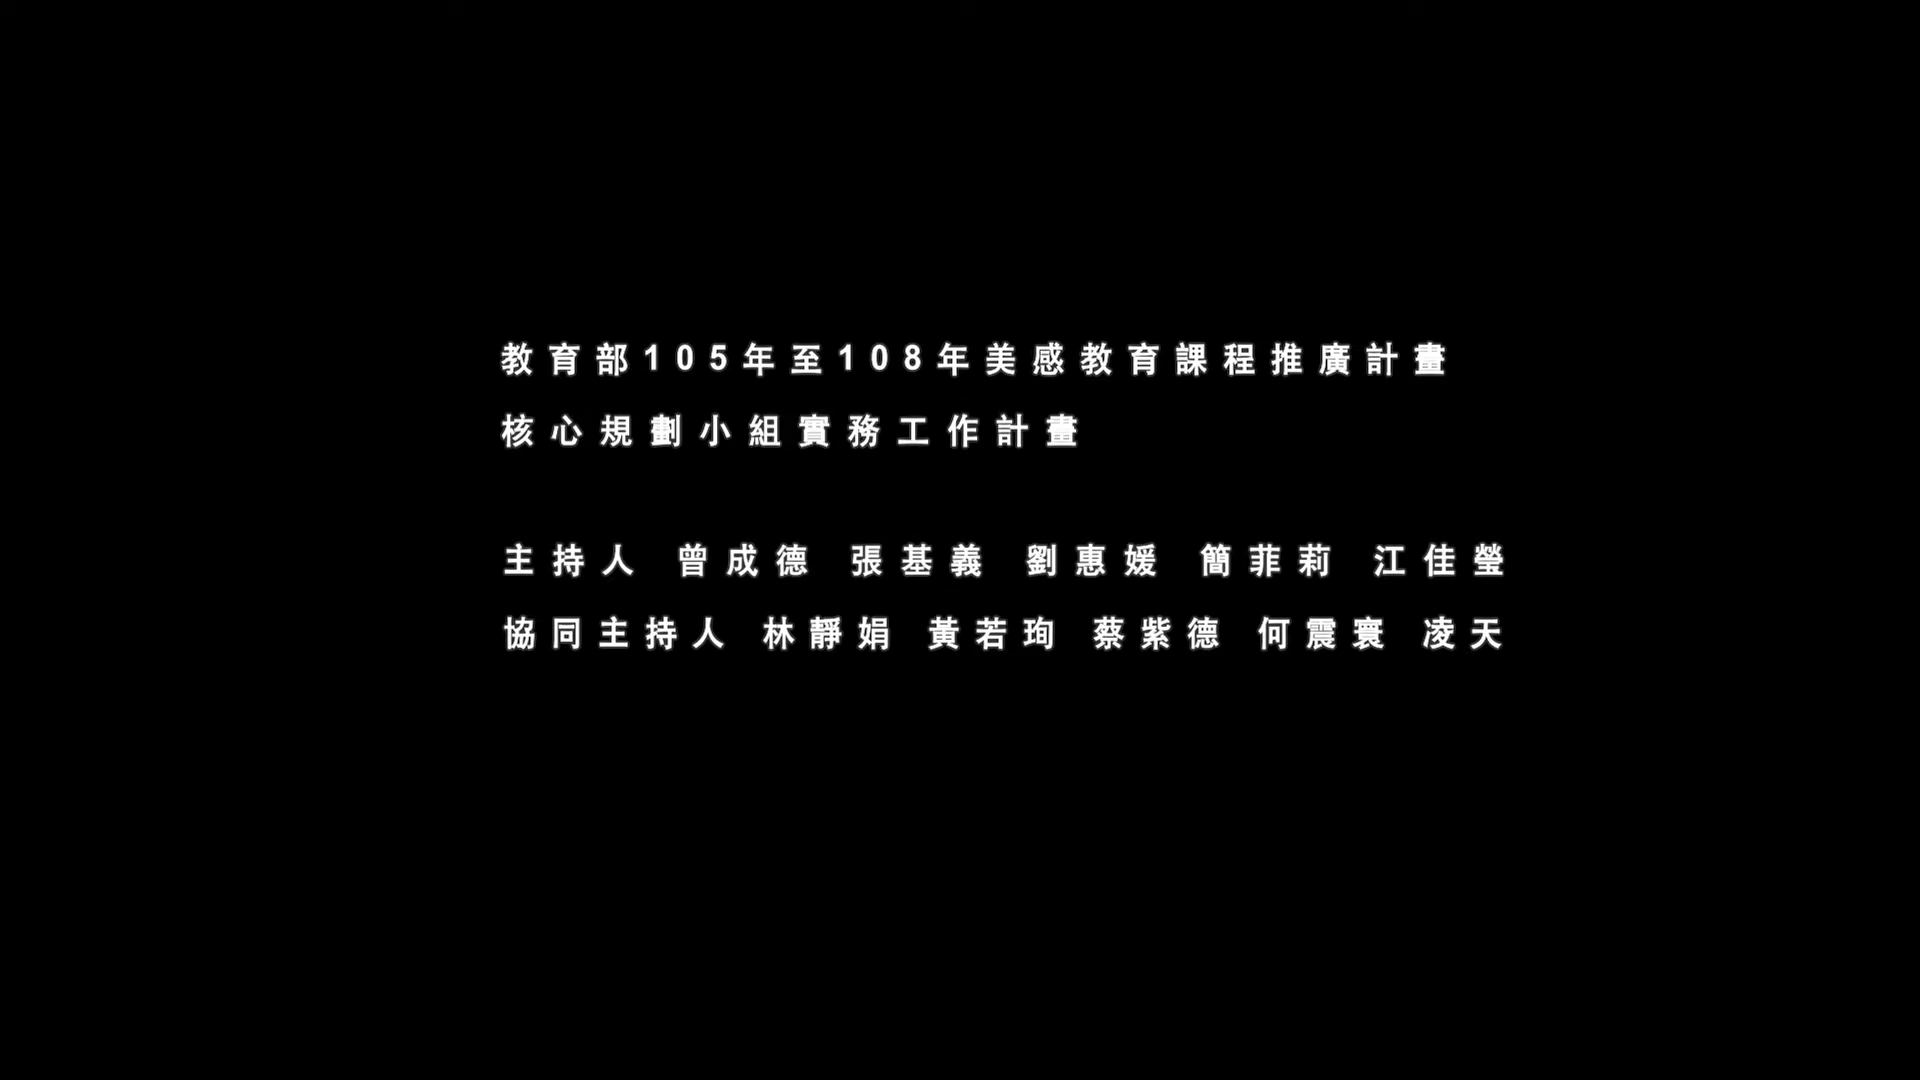 教育部105年至108年美感教育課程推廣計畫
核心規劃小組實務工作計畫
主持人 曾成德 張基義 劉惠媛 簡菲莉 江佳瑩
協同主持人 林靜娟 黃若珣 蔡紫德 何震寰 凌天